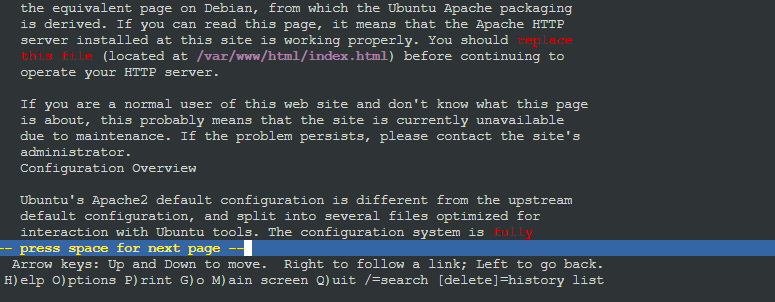 the equivalent page on Debian, from which the Ubuntu Apache packaging
is derived. If you can read this page, it means that the Apache HTTP
server installed at this site is working properly. You should replace
this file (located at /var/www/html/index.html) before continuing to
operate your HTTP server.
If you are a normal user of this web site and don't know what this page
is about, this probably means that the site is currently unavailable
due to maintenance. If the problem persists, please contact the site's
administrator.
Configuration Overview
Ubuntu's Apache2 default configuration is different from the upstream
default configuration, and split into several files optimized for
interaction with Ubuntu tools. The configuration system is fully
-- press space for next page --
Arrow keys: Up and Down to move.  Right to follow a link; Left to go back.
H)elp O)ptions P)rint G)o M)ain screen Q)uit /=search [delete]=history list